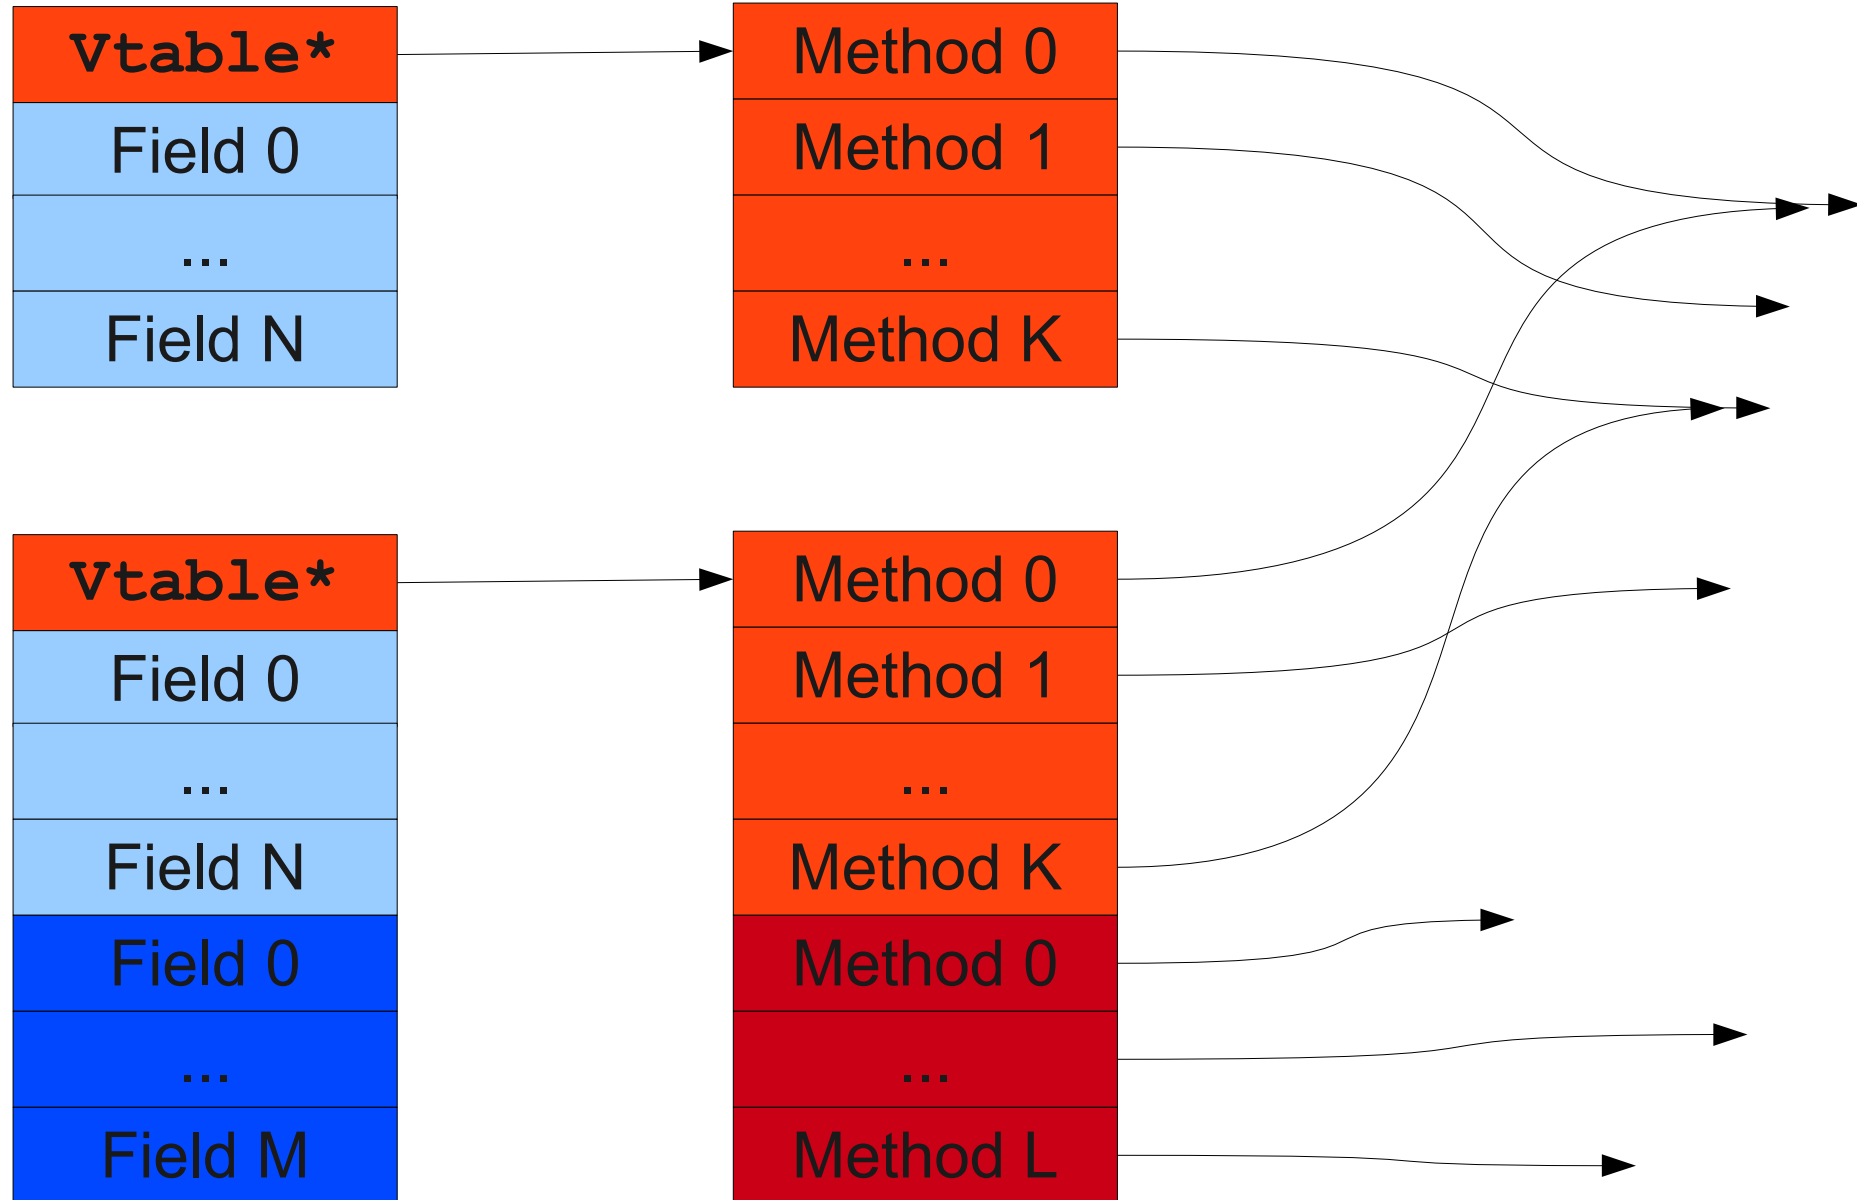 Vtable*
Field 0
...
Field N
Method 0
Method 1
...
Method K
Vtable*
Field 0
...
Field N
Field 0
...
Field M
Method 0
Method 1
...
Method K
Method 0
...
Method L